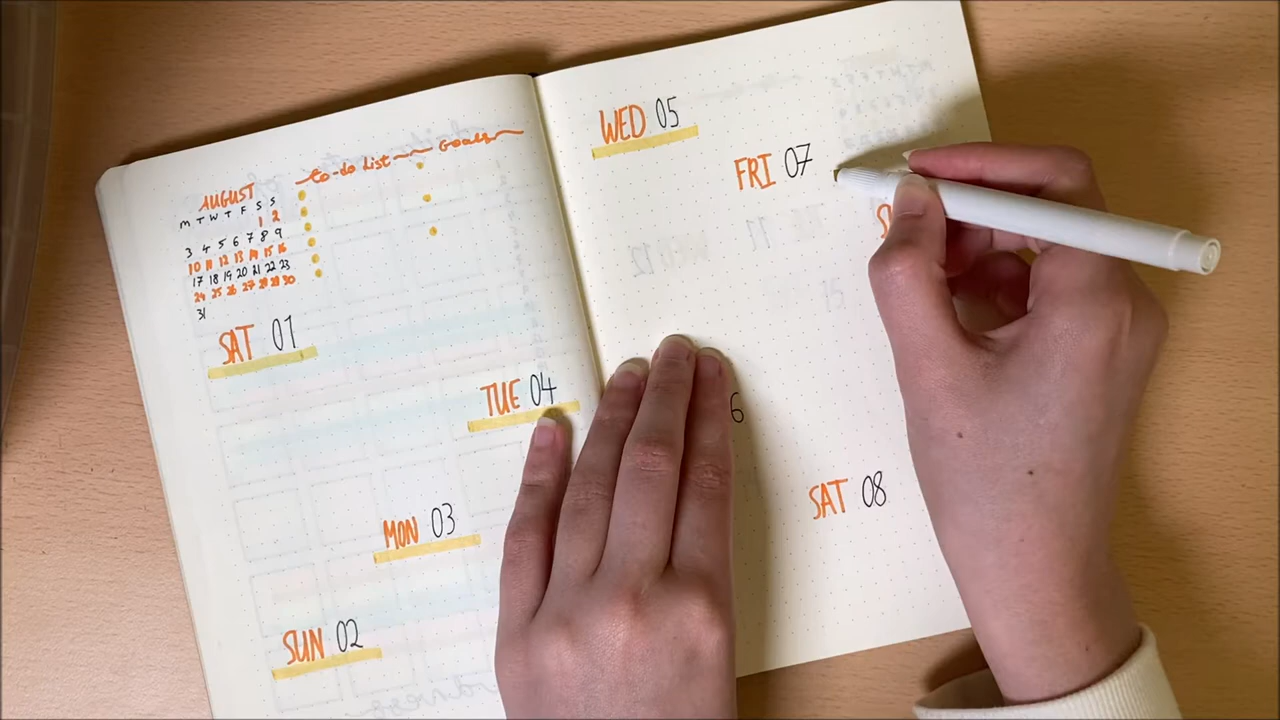 to-do list Goals
AUGUST
M T W T F S S
1 2
3 4 5 6 7 8 9
10 11 12 13 14 15 16
17 18 19 20 21 22 23
24 25 26 27 28 29 30
31
SAT 01
TUE 04
MON 03
SUN 02
WED 05
FRI 07
6
SAT 08